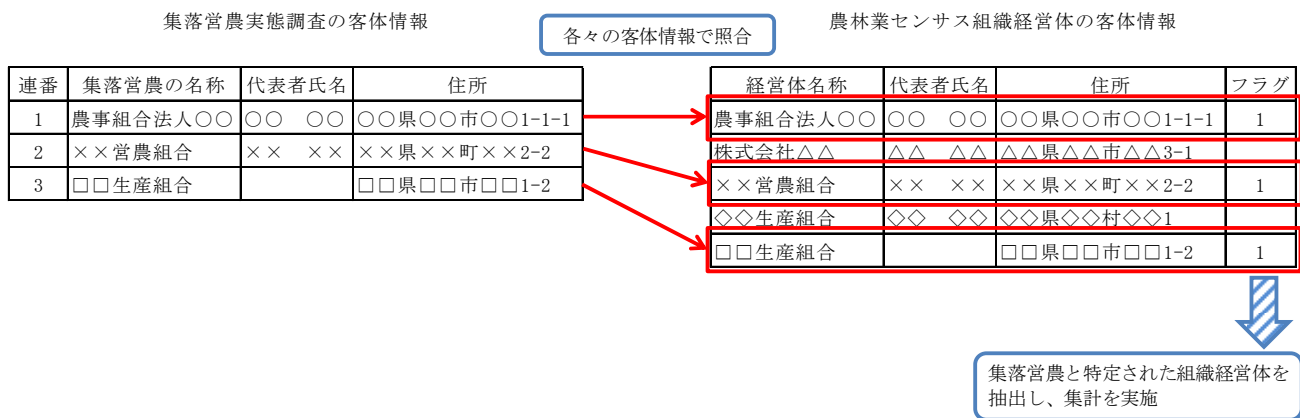 集落営農実態調査の客体情報
各々の客体情報で照合
農林業センサス組織経営体の客体情報
連番 集落営農の名称 代表者氏名 住所
1 農事組合法人○○ ○○ ○○ ○○県○○市○○1-1-1
2 ××営農組合 ×× ×× ××県××町××2-2
3 □□生産組合 □□県□□市□□1-2
経営体名称 代表者氏名 住所 フラグ
農事組合法人○○ ○○ ○○ ○○県○○市○○1-1-1 1
株式会社△△ △△ △△ △△県△△市△△3-1
××営農組合 ×× ×× ××県××町××2-2 1
◇◇生産組合 ◇◇ ◇◇ ◇◇県◇◇村◇◇1
□□生産組合 □□県□□市□□1-2 1
集落営農と特定された組織経営体を
抽出し、集計を実施